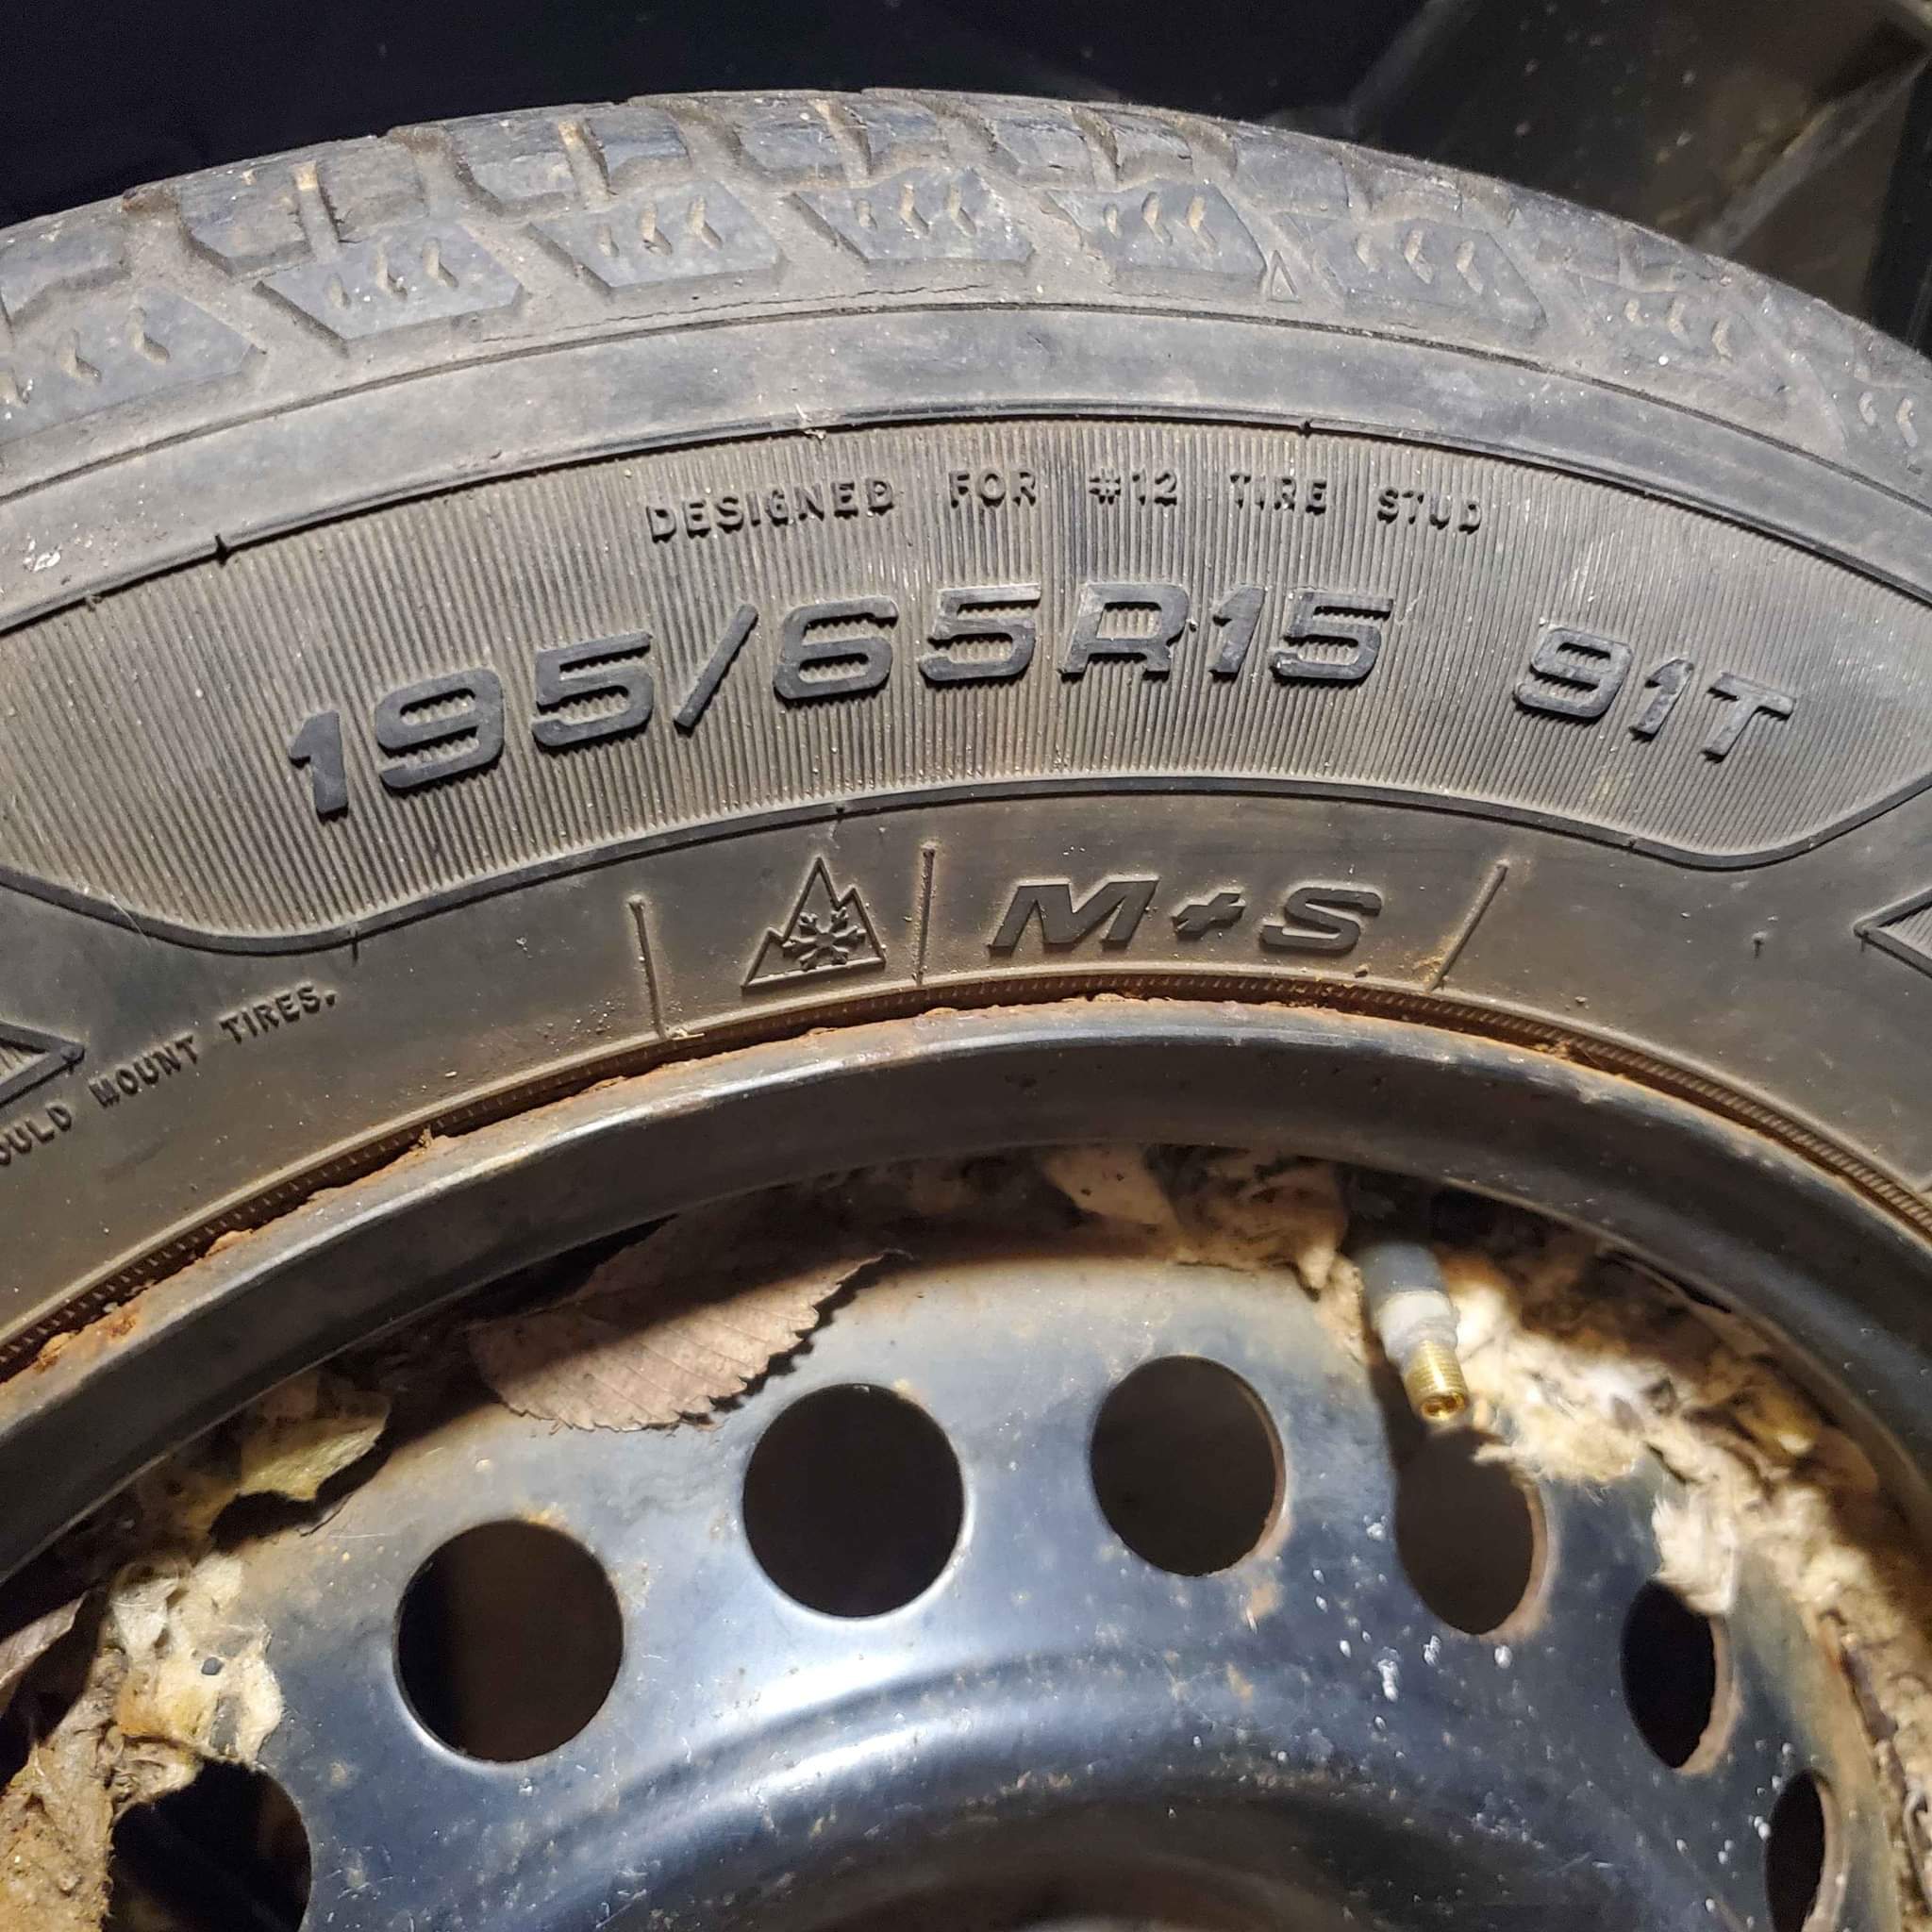 DESIGNED FOR #12 TIRE STUD
195/65R15 91T
M+S
MOUNT TIRES.